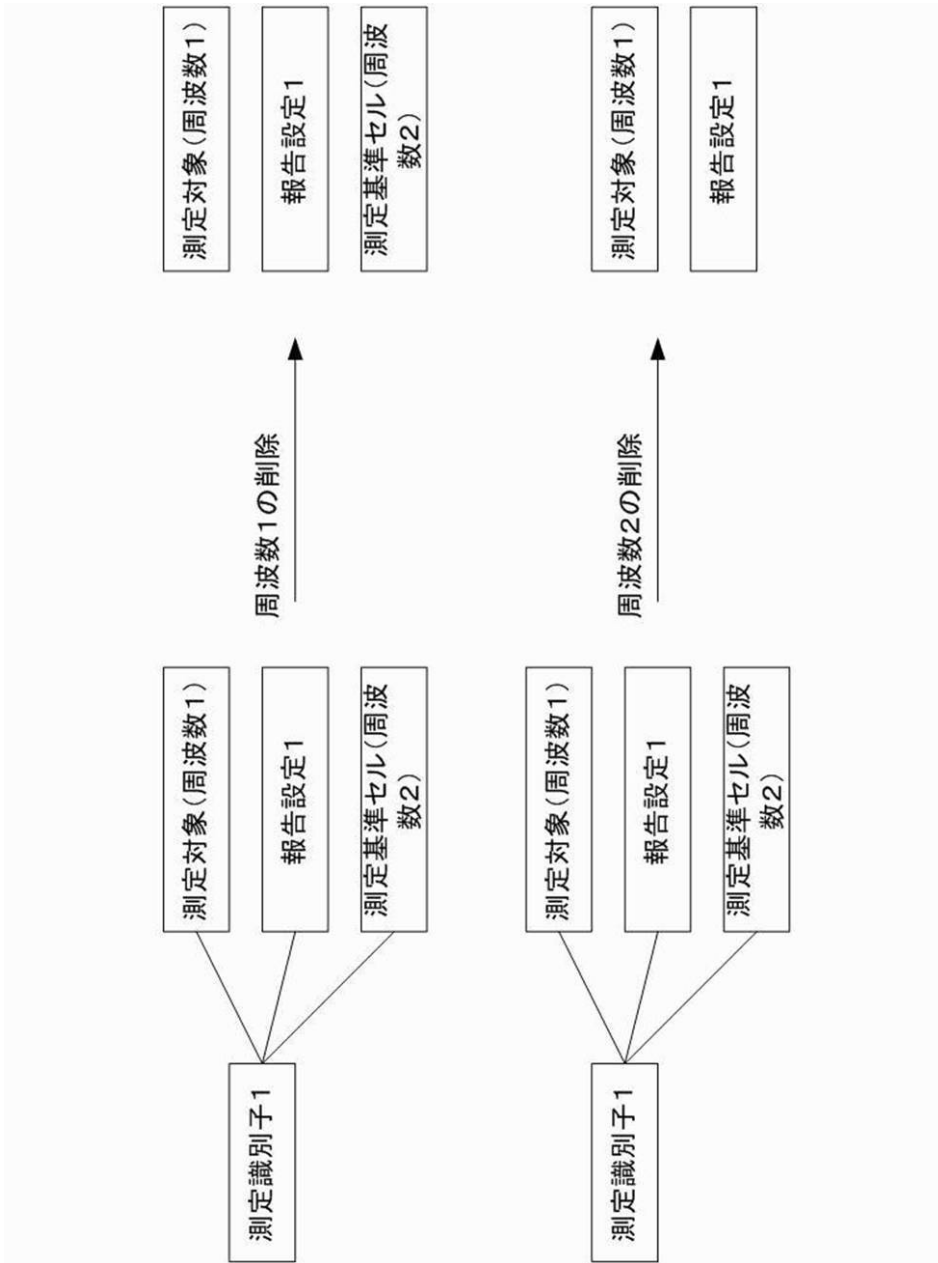 測定識別子1
測定対象(周波数1)
報告設定1
測定基準セル(周波
数2)
周波数1の削除
測定対象(周波数1)
報告設定1
測定基準セル(周波
数2)
測定識別子1
測定対象(周波数1)
報告設定1
測定基準セル(周波
数2)
周波数2の削除
測定対象(周波数1)
報告設定1